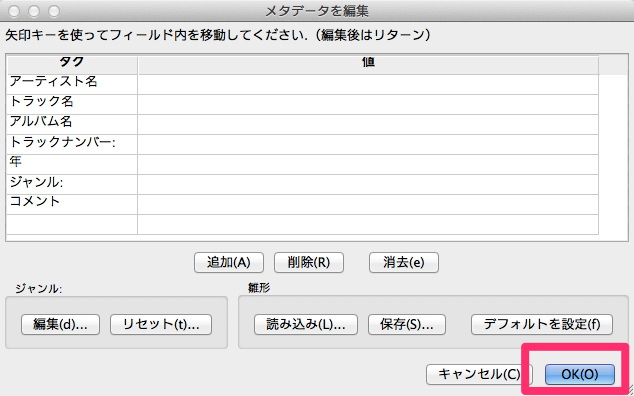 メタデータを編集
矢印キーを使ってフィールド内を移動してください.（編集後はリターン）
タグ 値
アーティスト名
トラック名
アルバム名
トラックナンバー:
年
ジャンル:
コメント
追加(A) 削除(R) 消去(e)
ジャンル: 雛形
編集(d)... リセット(t)... 読み込み(L)... 保存(S)... デフォルトを設定(f)
キャンセル(C) OK(O)